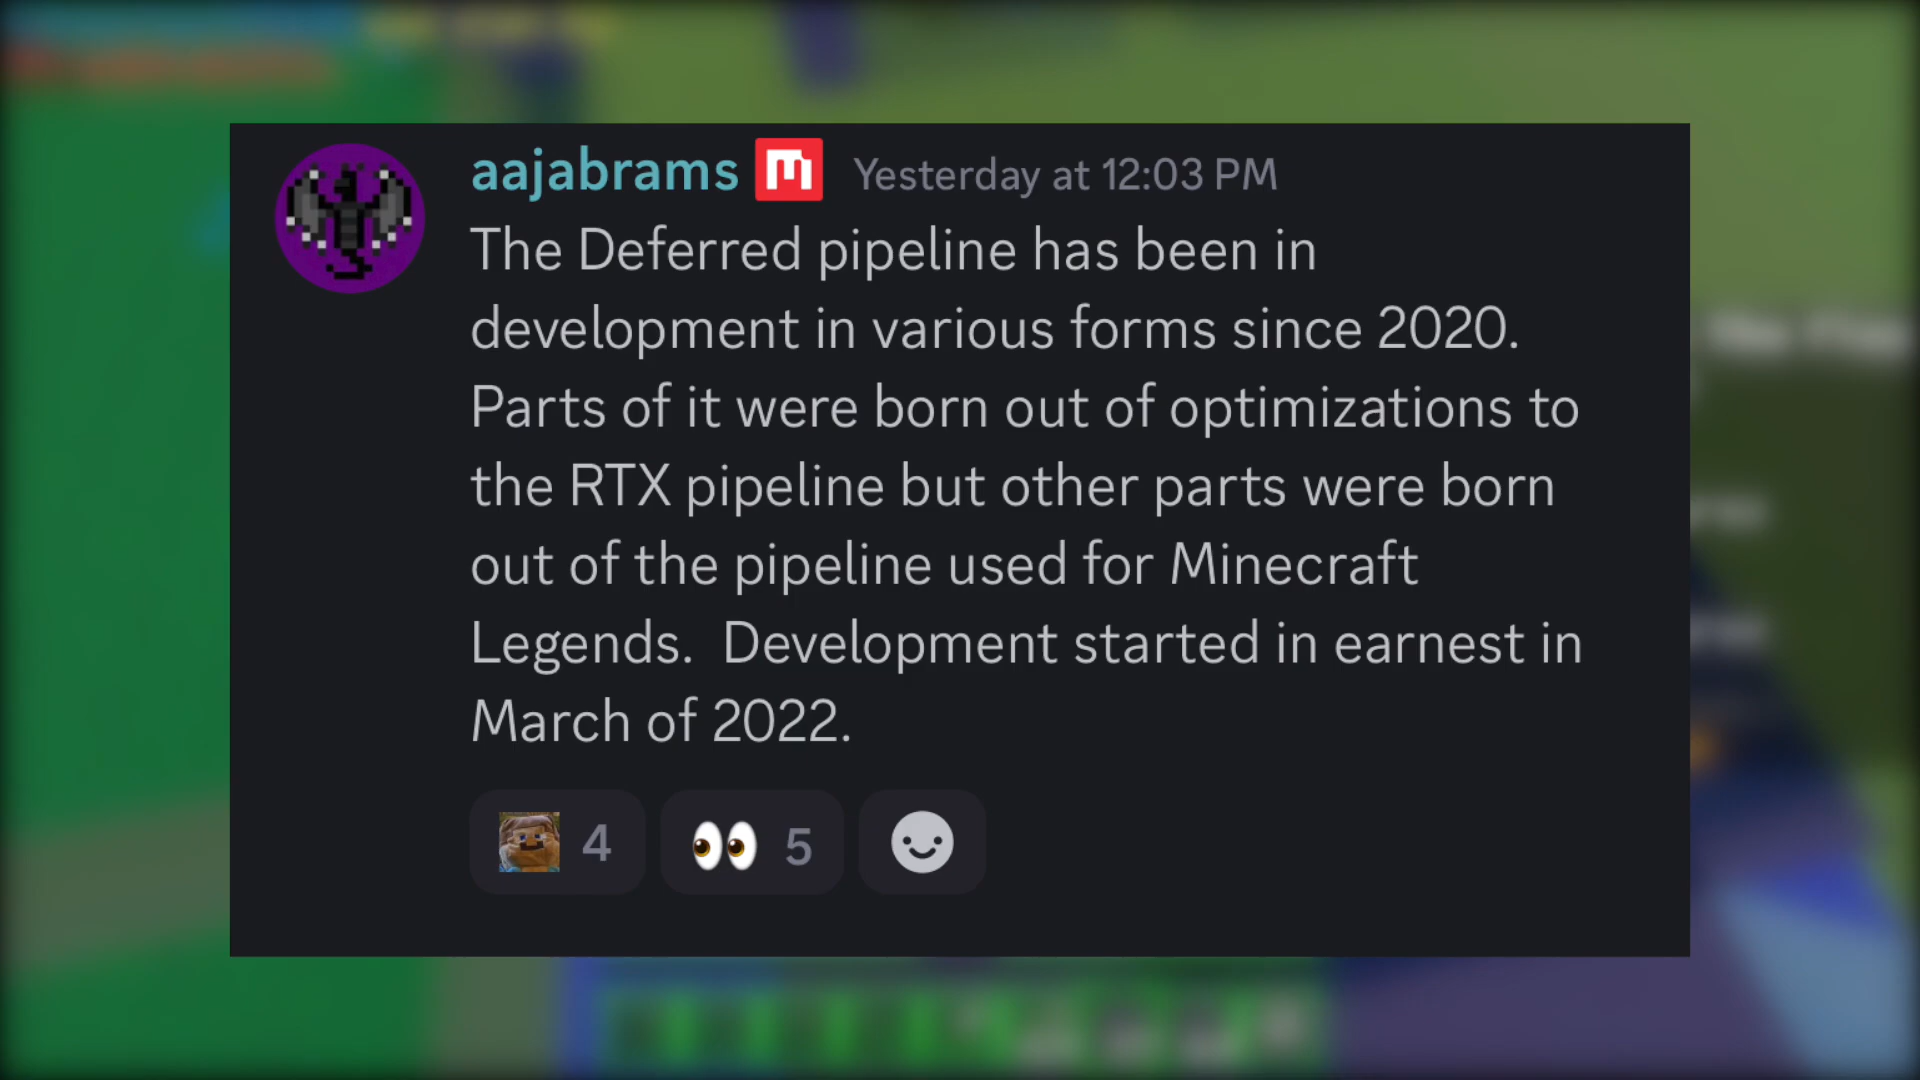 aajabrams Yesterday at 12:03 PM
The Deferred pipeline has been in
development in various forms since 2020.
Parts of it were born out of optimizations to
the RTX pipeline but other parts were born
out of the pipeline used for Minecraft
Legends.  Development started in earnest in
March of 2022.
4 5